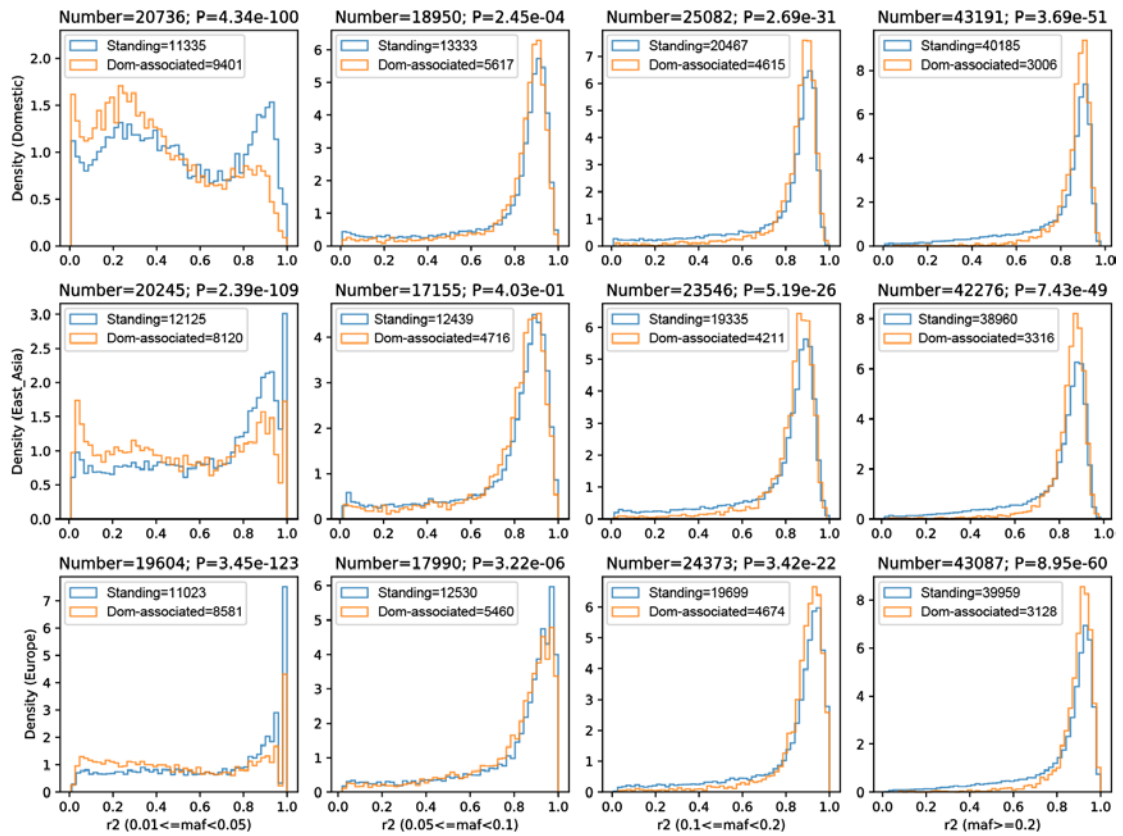 Number=20736; P=4.34e-100
Number=18950; P=2.45e-04
Number=25082; P=2.69e-31
Number=43191; P=3.69e-51
Density (Domestic)
Standing=11335
Dom-associated=9401
Standing=13333
Dom-associated=5617
Standing=20467
Dom-associated=4615
Standing=40185
Dom-associated=3006
2.0
1.5
1.0
0.5
0.0
6
5
4
3
2
1
0
7
6
5
4
3
2
1
0
8
6
4
2
0
0.0 0.2 0.4 0.6 0.8 1.0
0.0 0.2 0.4 0.6 0.8 1.0
0.0 0.2 0.4 0.6 0.8 1.0
0.0 0.2 0.4 0.6 0.8 1.0
Number=20245; P=2.39e-109
Number=17155; P=4.03e-01
Number=23546; P=5.19e-26
Number=42276; P=7.43e-49
Density (East_Asia)
Standing=12125
Dom-associated=8120
Standing=12439
Dom-associated=4716
Standing=19335
Dom-associated=4211
Standing=38960
Dom-associated=3316
3.0
2.5
2.0
1.5
1.0
0.5
0.0
4
3
2
1
0
6
5
4
3
2
1
0
8
6
4
2
0
0.0 0.2 0.4 0.6 0.8 1.0
0.0 0.2 0.4 0.6 0.8 1.0
0.0 0.2 0.4 0.6 0.8 1.0
0.0 0.2 0.4 0.6 0.8 1.0
Number=19604; P=3.45e-123
Number=17990; P=3.22e-06
Number=24373; P=3.42e-22
Number=43087; P=8.95e-60
Density (Europe)
Standing=11023
Dom-associated=8581
Standing=12530
Dom-associated=5460
Standing=19699
Dom-associated=4674
Standing=39959
Dom-associated=3128
7
6
5
4
3
2
1
0
6
5
4
3
2
1
0
6
5
4
3
2
1
0
8
6
4
2
0
0.0 0.2 0.4 0.6 0.8 1.0
0.0 0.2 0.4 0.6 0.8 1.0
0.0 0.2 0.4 0.6 0.8 1.0
0.0 0.2 0.4 0.6 0.8 1.0
r2 (0.01<=maf<0.05)
r2 (0.05<=maf<0.1)
r2 (0.1<=maf<0.2)
r2 (maf>=0.2)